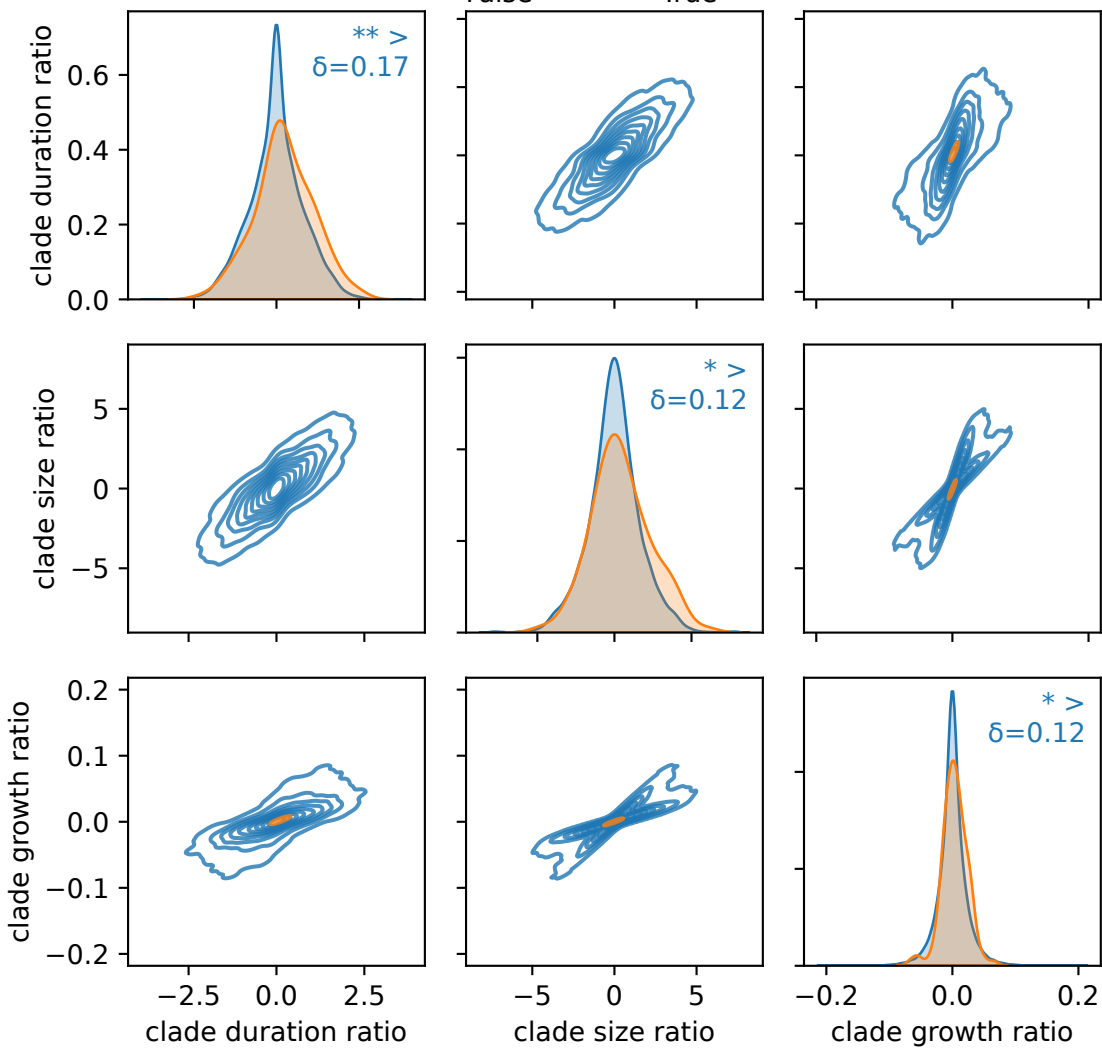 clade duration ratio
0.6
0.4
0.2
0.0
** >
δ=0.17
clade size ratio
5
0
−5
* >
δ=0.12
clade growth ratio
0.2
0.1
0.0
−0.1
−0.2
* >
δ=0.12
−2.5 0.0 2.5
−5 0 5
−0.2 0.0 0.2
clade duration ratio
clade size ratio
clade growth ratio